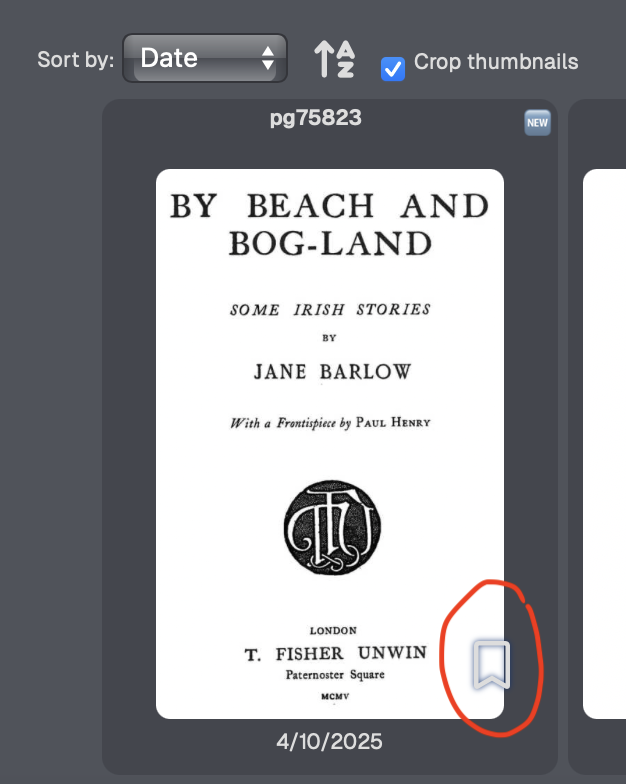 Sort by: Date Crop thumbnails
pg75823
NEW
BY BEACH AND
BOG-LAND
SOME IRISH STORIES
BY
JANE BARLOW
With a Frontispiece by PAUL HENRY
LONDON
T. FISHER UNWIN
Paternoster Square
MCMV
4/10/2025